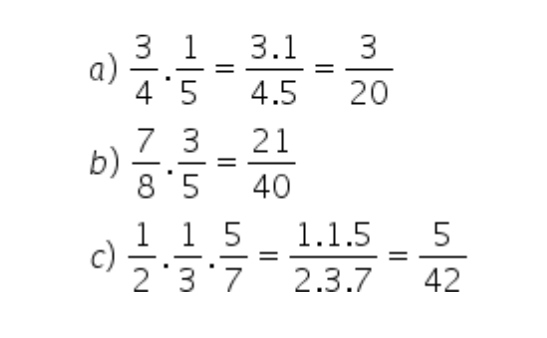 a) 3/4 . 1/5 = 3.1/4.5 = 3/20
b) 7/8 . 3/5 = 21/40
c) 1/2 . 1/3 . 5/7 = 1.1.5/2.3.7 = 5/42